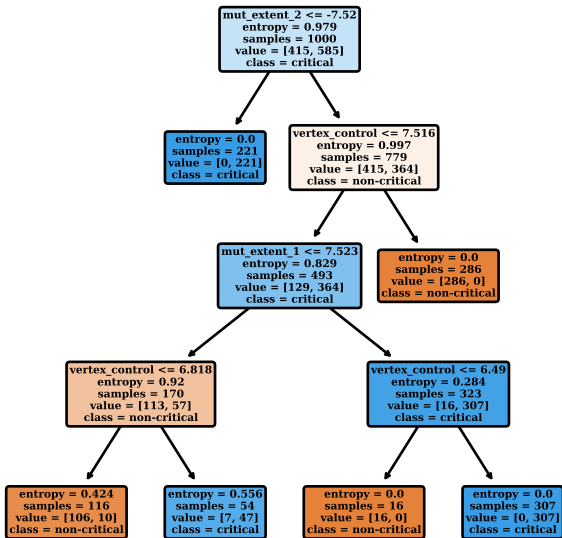 mut_extent_2 <= -7.52
entropy = 0.979
samples = 1000
value = [415, 585]
class = critical
entropy = 0.0
samples = 221
value = [0, 221]
class = critical
vertex_control <= 7.516
entropy = 0.997
samples = 779
value = [415, 364]
class = non-critical
mut_extent_1 <= 7.523
entropy = 0.829
samples = 493
value = [129, 364]
class = critical
entropy = 0.0
samples = 286
value = [286, 0]
class = non-critical
vertex_control <= 6.818
entropy = 0.92
samples = 170
value = [113, 57]
class = non-critical
vertex_control <= 6.49
entropy = 0.284
samples = 323
value = [16, 307]
class = critical
entropy = 0.424
samples = 116
value = [106, 10]
class = non-critical
entropy = 0.556
samples = 54
value = [7, 47]
class = critical
entropy = 0.0
samples = 16
value = [16, 0]
class = non-critical
entropy = 0.0
samples = 307
value = [0, 307]
class = critical